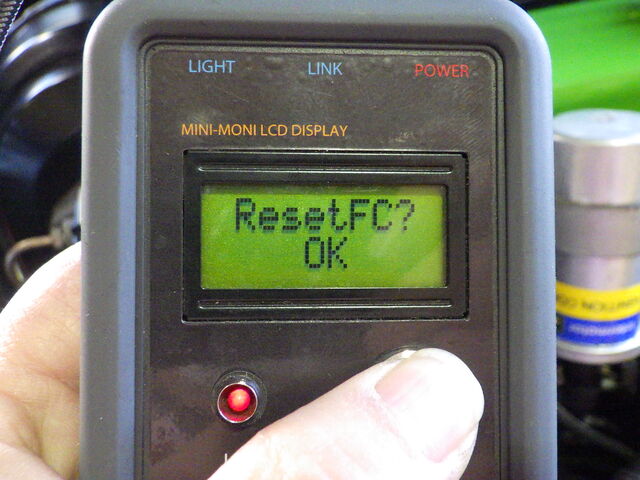 LIGHT LINK POWER
MINI-MONI LCD DISPLAY
ResetFC?
OK